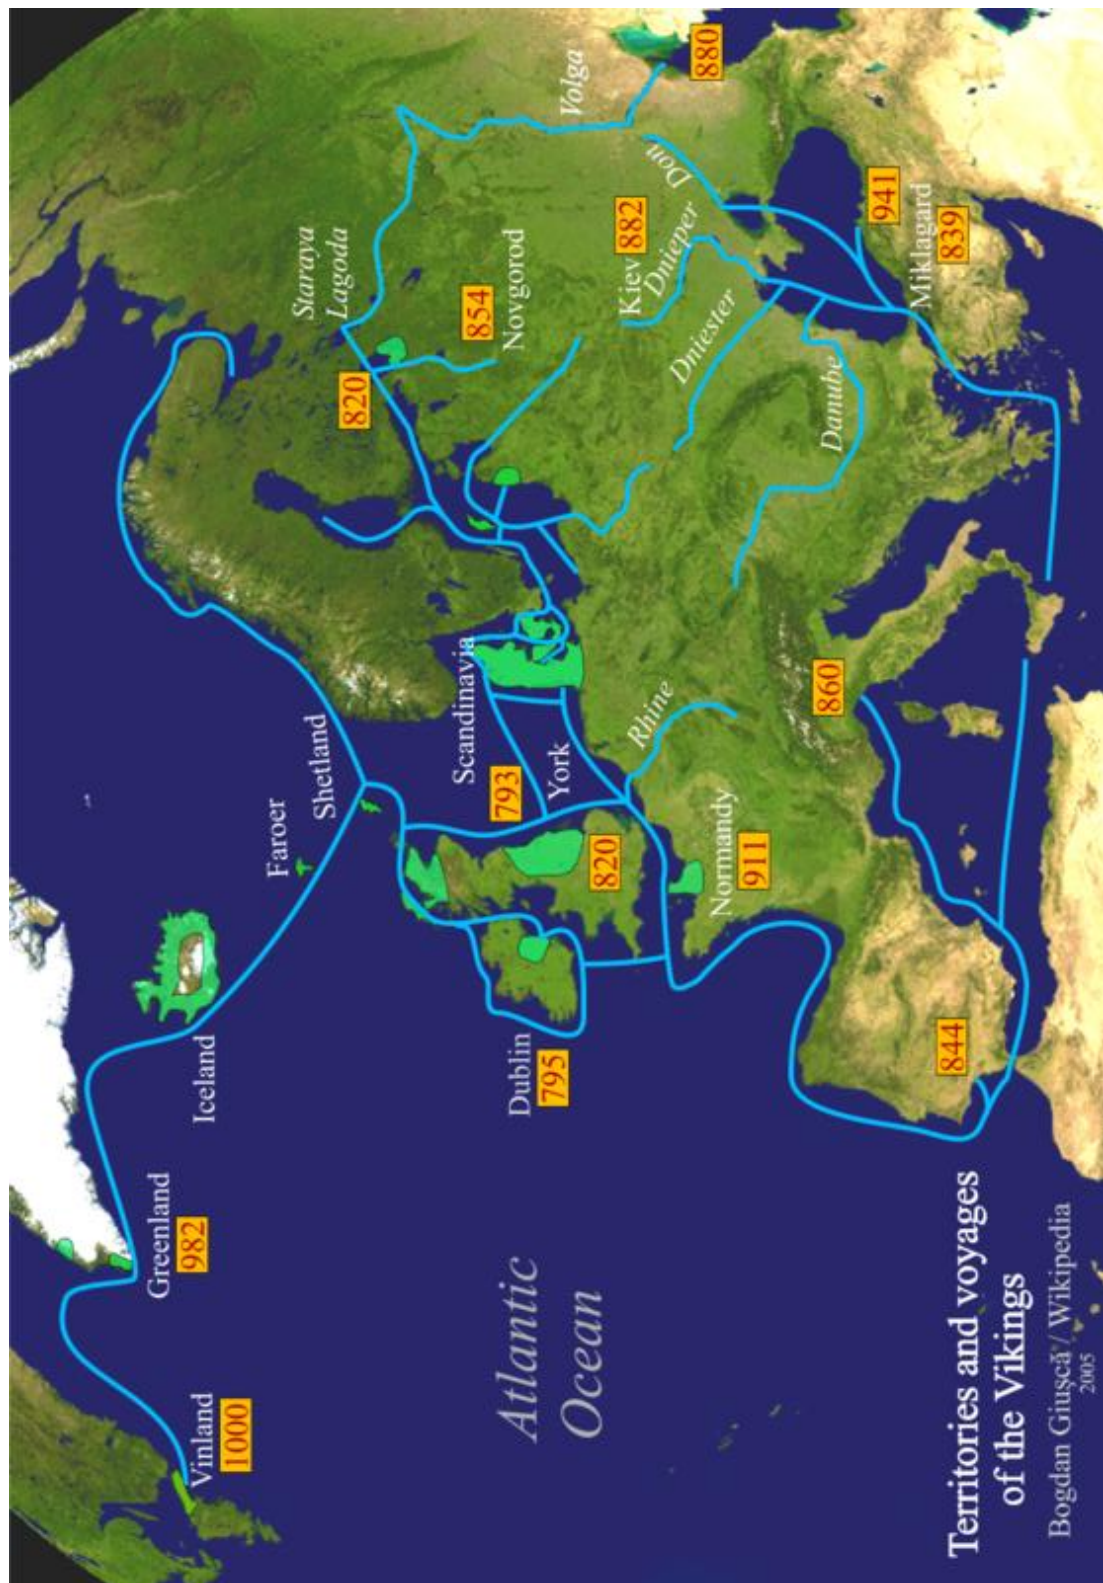 Vinland
1000
Greenland
982
Iceland
Faroer
Shetland
Scandinavia
793
York
820
Dublin
795
Normandy
911
Rhine
844
860
820
Staraya
Lagoda
854
Novgorod
Kiev
882
Dnieper
Dniester
Danube
Don
Volga
880
941
Miklagard
839
Atlantic
Ocean
Territories and voyages
of the Vikings
Bogdan Giușcă / Wikipedia
2005